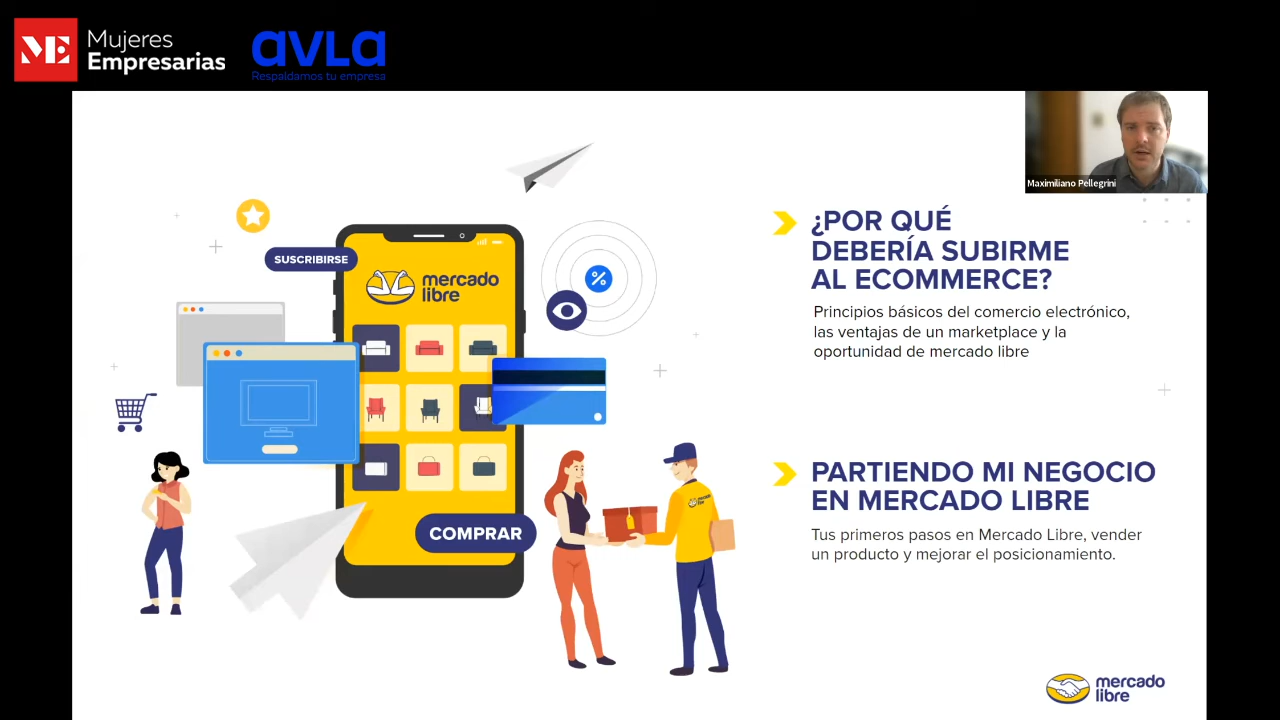 Mujeres
Empresarias
avla
Respaldamos tu empresa
Maximiliano Pellegrini
¿POR QUÉ
DEBERÍA SUBIRME
AL ECOMMERCE?
Principios básicos del comercio electrónico,
las ventajas de un marketplace y la
oportunidad de mercado libre
SUSCRIBIRSE
mercado
libre
%
COMPRAR
mercado
libre
PARTIENDO MI NEGOCIO
EN MERCADO LIBRE
Tus primeros pasos en Mercado Libre, vender
un producto y mejorar el posicionamiento.
mercado
libre